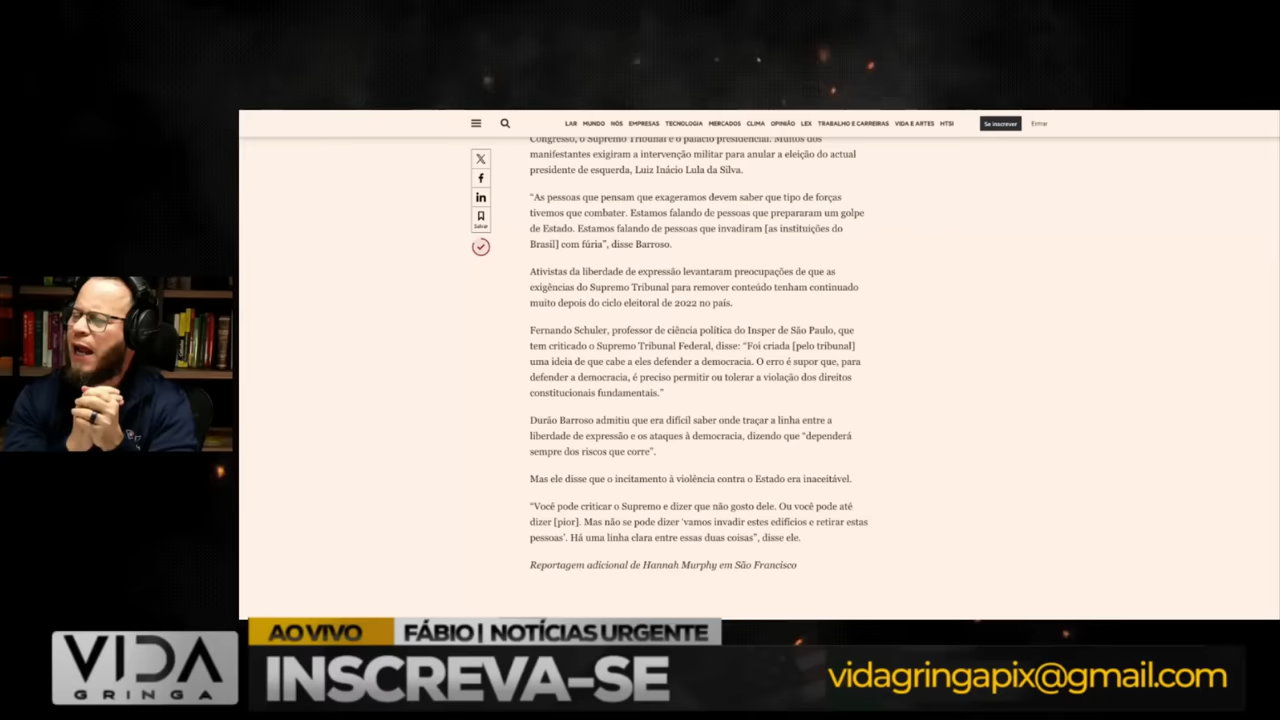 LAR MUNDO NÓS EMPRESAS TECNOLOGIA MERCADOS CLIMA OPINIÃO LEX TRABALHO E CARREIRAS VIDA E ARTES HTSI Se inscrever Entrar
Congresso, o Supremo Tribunal e o palácio presidencial. Muitos dos
manifestantes exigiram a intervenção militar para anular a eleição do actual
presidente de esquerda, Luiz Inácio Lula da Silva.
“As pessoas que pensam que exageramos devem saber que tipo de forças
tivemos que combater. Estamos falando de pessoas que prepararam um golpe
de Estado. Estamos falando de pessoas que invadiram [as instituições do
Brasil] com fúria”, disse Barroso.
Salvar
Ativistas da liberdade de expressão levantaram preocupações de que as
exigências do Supremo Tribunal para remover conteúdo tenham continuado
muito depois do ciclo eleitoral de 2022 no país.
Fernando Schuler, professor de ciência política do Insper de São Paulo, que
tem criticado o Supremo Tribunal Federal, disse: “Foi criada [pelo tribunal]
uma ideia de que cabe a eles defender a democracia. O erro é supor que, para
defender a democracia, é preciso permitir ou tolerar a violação dos direitos
constitucionais fundamentais.”
Durão Barroso admitiu que era difícil saber onde traçar a linha entre a
liberdade de expressão e os ataques à democracia, dizendo que “dependerá
sempre dos riscos que corre”.
Mas ele disse que o incitamento à violência contra o Estado era inaceitável.
“Você pode criticar o Supremo e dizer que não gosto dele. Ou você pode até
dizer [pior]. Mas não se pode dizer ‘vamos invadir estes edifícios e retirar estas
pessoas’. Há uma linha clara entre essas duas coisas”, disse ele.
Reportagem adicional de Hannah Murphy em São Francisco
AO VIVO FÁBIO | NOTÍCIAS URGENTE
VIDA
GRINGA
INSCREVA-SE
vidagringapix@gmail.com